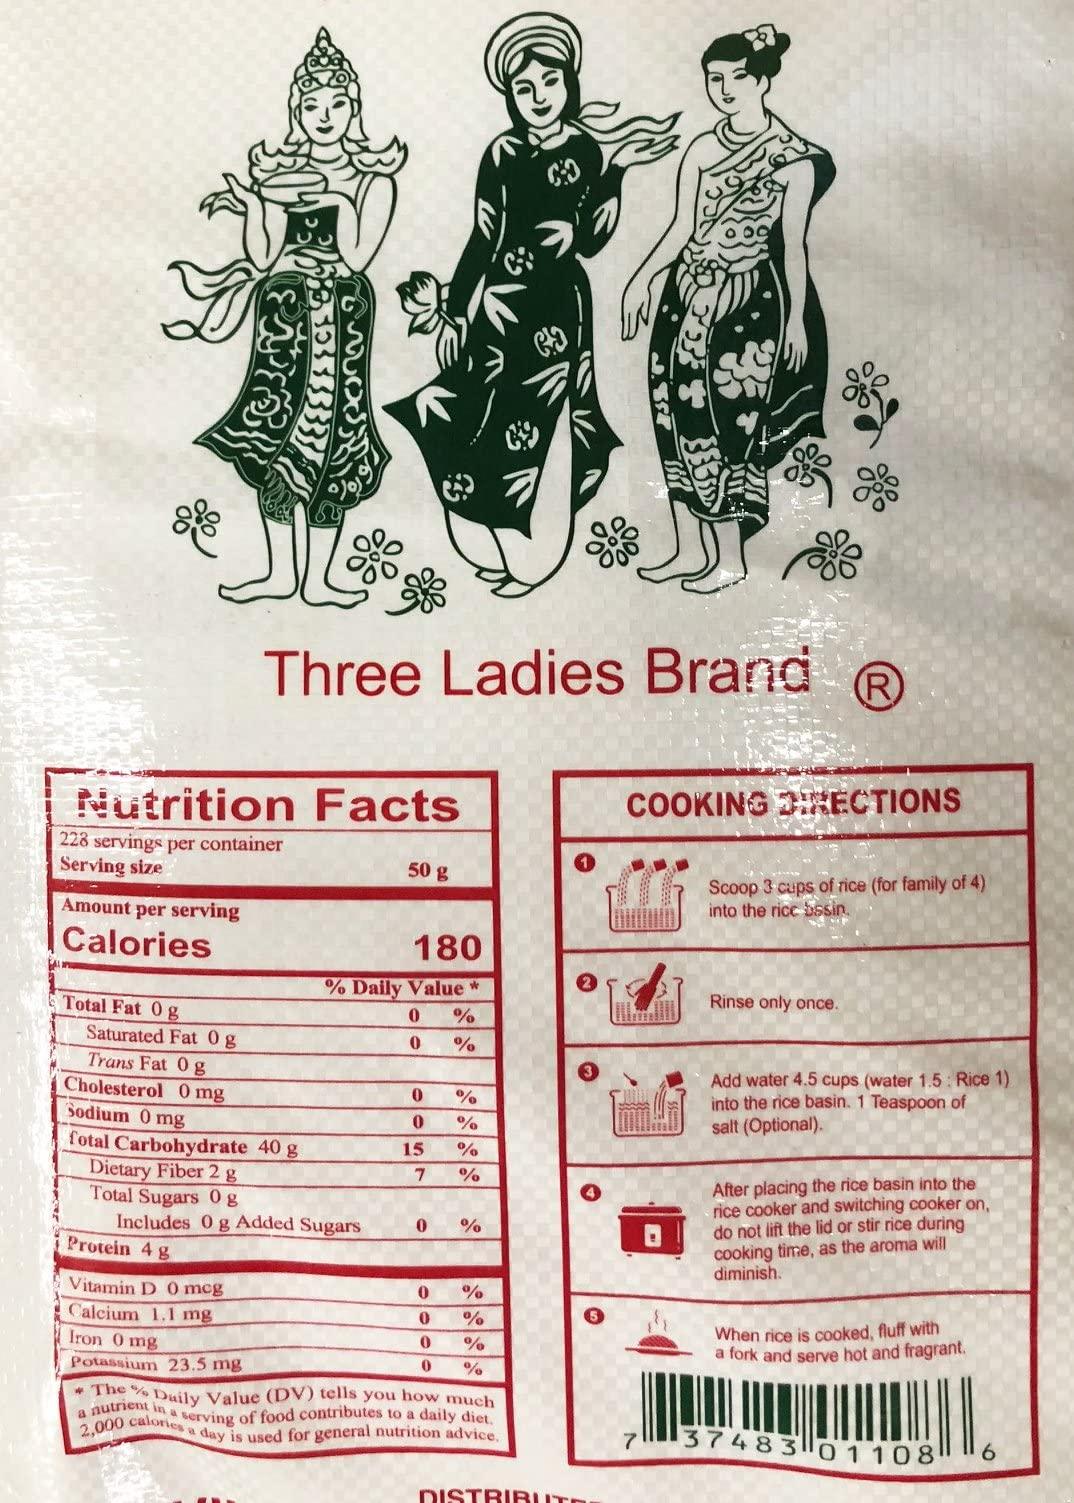 Three Ladies Brand ®
Nutrition Facts
228 servings per container
Serving size 50 g
Amount per serving
Calories 180
% Daily Value *
Total Fat 0 g 0 %
Saturated Fat 0 g 0 %
Trans Fat 0 g
Cholesterol 0 mg 0 %
Sodium 0 mg 0 %
Total Carbohydrate 40 g 15 %
Dietary Fiber 2 g 7 %
Total Sugars 0 g
Includes 0 g Added Sugars 0 %
Protein 4 g
Vitamin D 0 mcg 0 %
Calcium 1.1 mg 0 %
Iron 0 mg 0 %
Potassium 23.5 mg 0 %
* The % Daily Value (DV) tells you how much
a nutrient in a serving of food contributes to a daily diet.
2,000 calories a day is used for general nutrition advice.
COOKING DIRECTIONS
1
Scoop 3 cups of rice (for family of 4)
into the rice basin.
2
Rinse only once.
3
Add water 4.5 cups (water 1.5 : Rice 1)
into the rice basin. 1 Teaspoon of
salt (Optional).
4
After placing the rice basin into the
rice cooker and switching cooker on,
do not lift the lid or stir rice during
cooking time, as the aroma will
diminish.
5
When rice is cooked, fluff with
a fork and serve hot and fragrant.
7 37483 01108 6